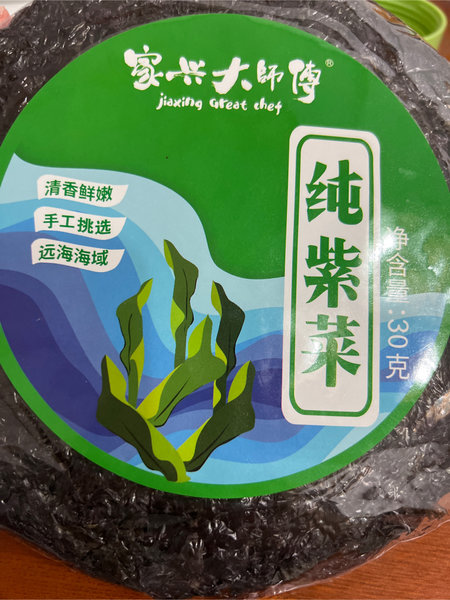 家兴大師傅®
jiaxing Great chef
清香鲜嫩
手工挑选
远海海域
纯紫菜
净含量:30克